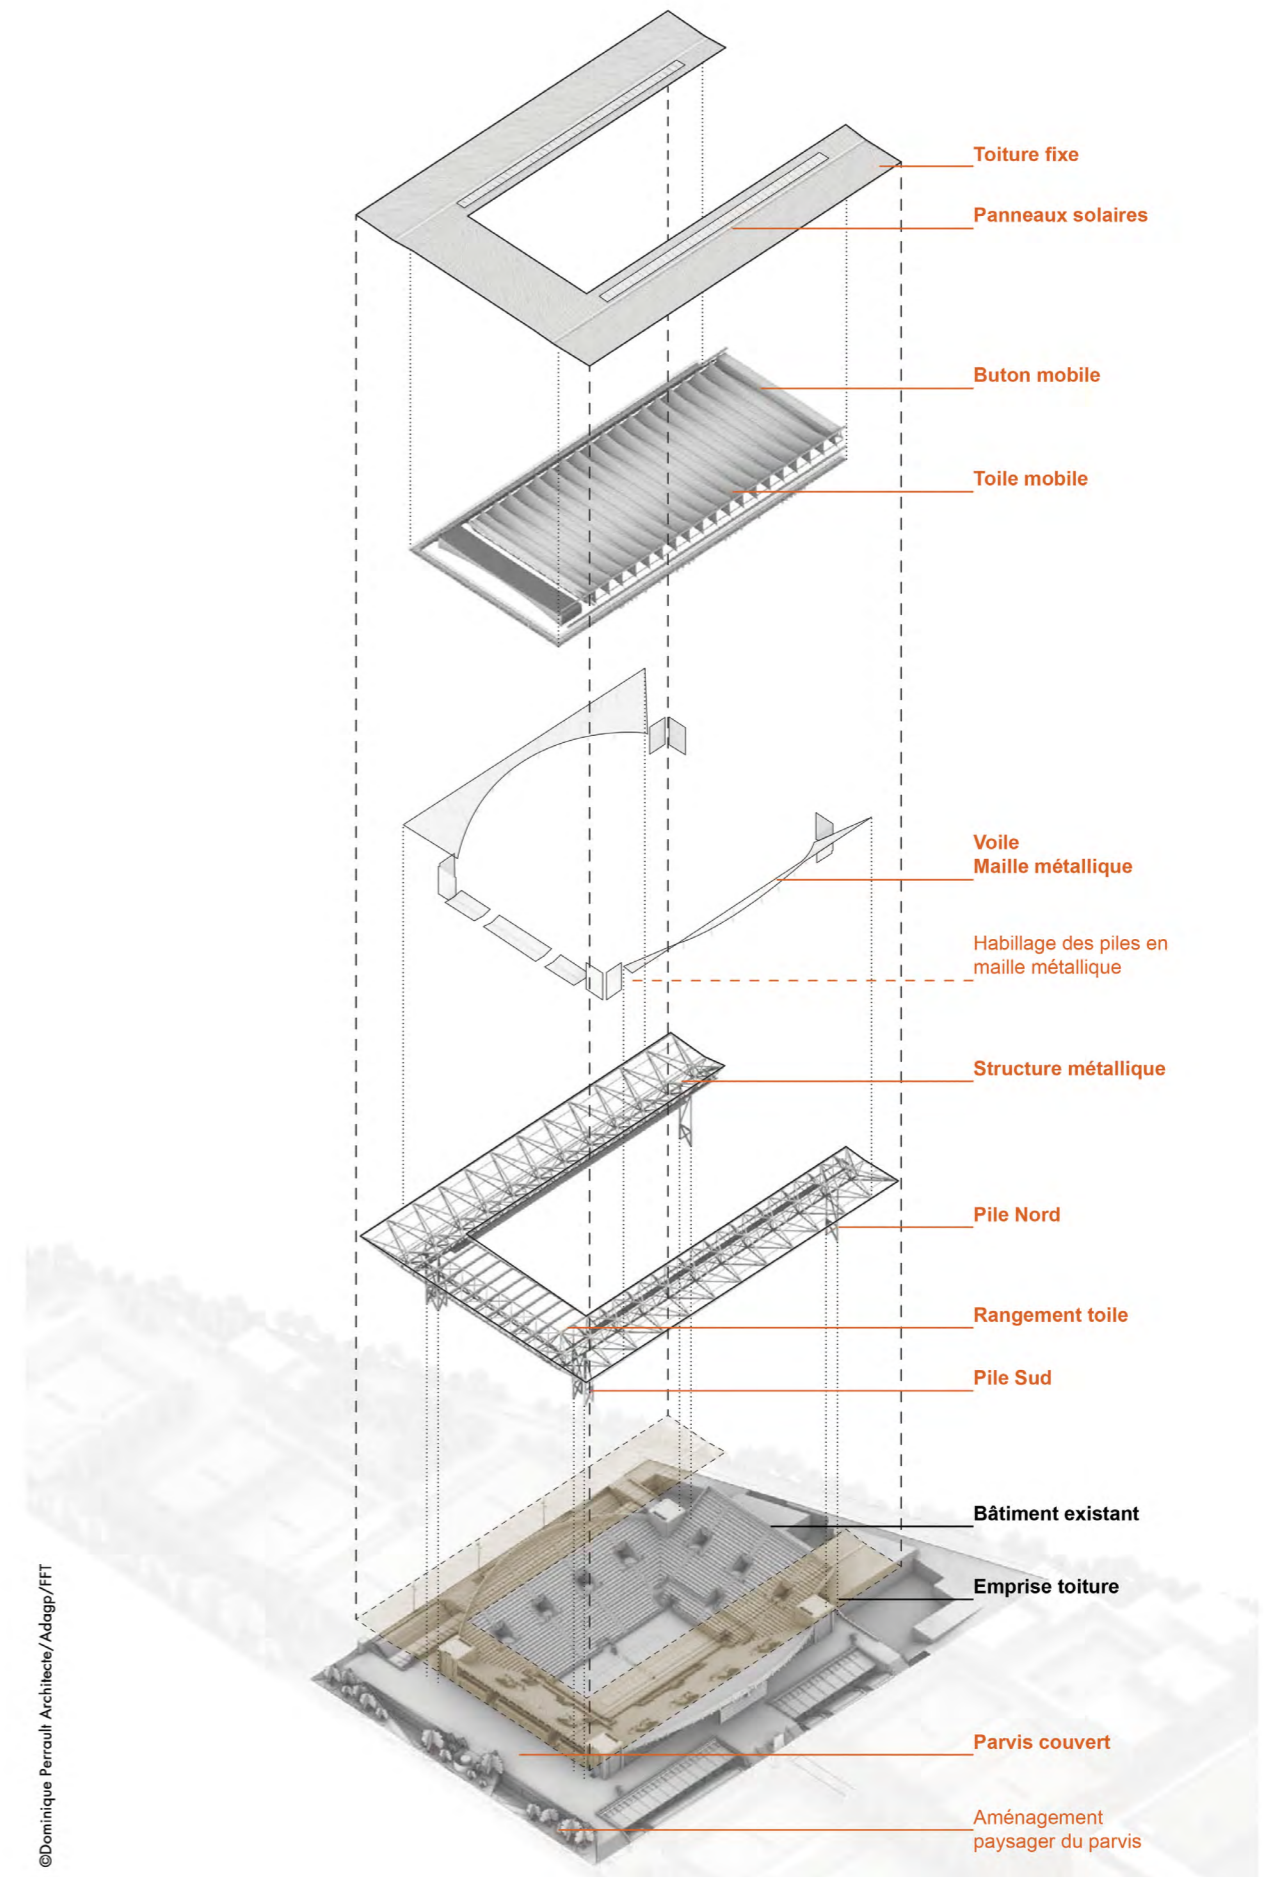 Toiture fixe
Panneaux solaires
Buton mobile
Toile mobile
Voile
Maille métallique
Habillage des piles en
maille métallique
Structure métallique
Pile Nord
Rangement toile
Pile Sud
Bâtiment existant
Emprise toiture
Parvis couvert
Aménagement
paysager du parvis
©Dominique Perrault Architecte/Adagp/FFT